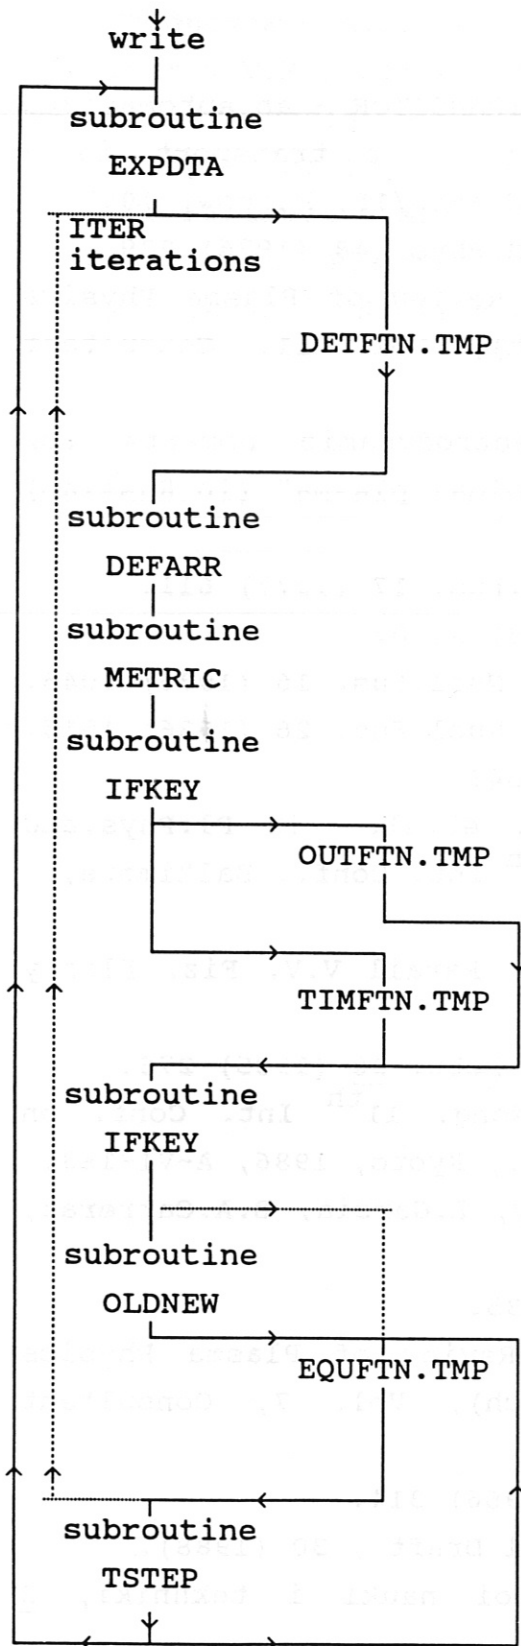 write
subroutine
EXPDTA
ITER
iterations
DETFTN.TMP
subroutine
DEFARR
subroutine
METRIC
subroutine
IFKEY
OUTFTN.TMP
TIMFTN.TMP
subroutine
IFKEY
subroutine
OLDNEW
EQUFTN.TMP
subroutine
TSTEP